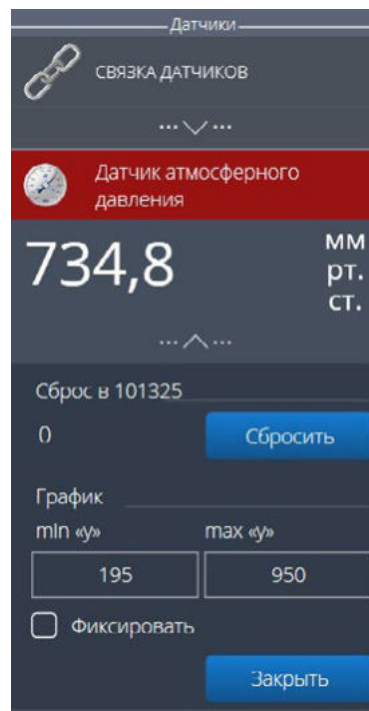 Датчики
СВЯЗКА ДАТЧИКОВ
Датчик атмосферного
давления
734,8
мм
рт.
ст.
Сброс в 101325
0
Сбросить
График
min «y»
max «y»
195
950
Фиксировать
Закрыть